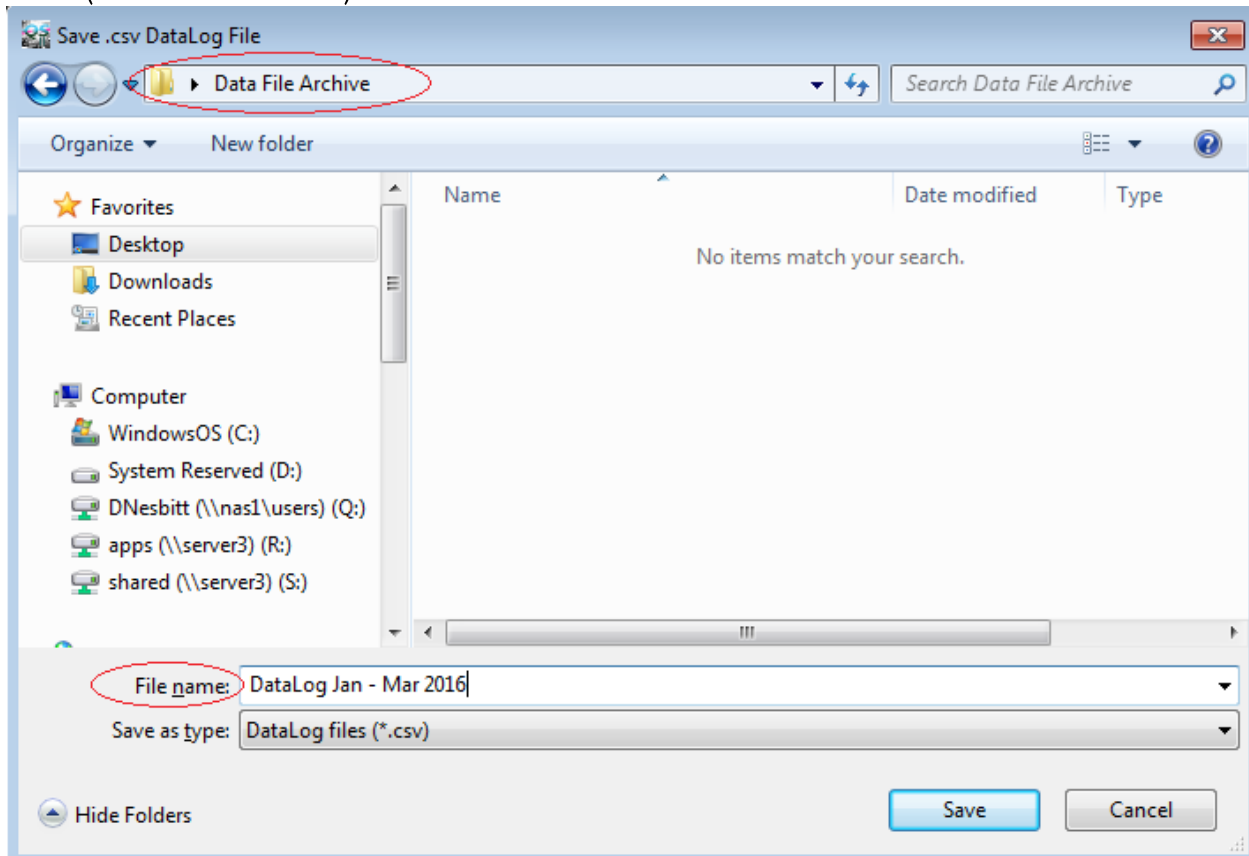 Save .csv DataLog File
Data File Archive
Search Data File Archive
Organize
New folder
Name
Date modified
Type
No items match your search.
Favorites
Desktop
Downloads
Recent Places
Computer
WindowsOS (C:)
System Reserved (D:)
DNesbitt (\\nas1\users) (Q:)
apps (\\server3) (R:)
shared (\\server3) (S:)
File name: DataLog Jan - Mar 2016
Save as type: DataLog files (*.csv)
Hide Folders
Save
Cancel